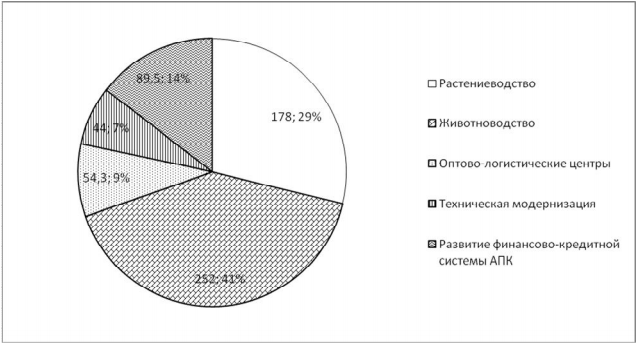 89,5; 14%
178; 29%
44; 7%
54,3; 9%
252; 41%
Растениеводство
Животноводство
Оптово-логистические центры
Техническая модернизация
Развитие финансово-кредитной
системы АПК